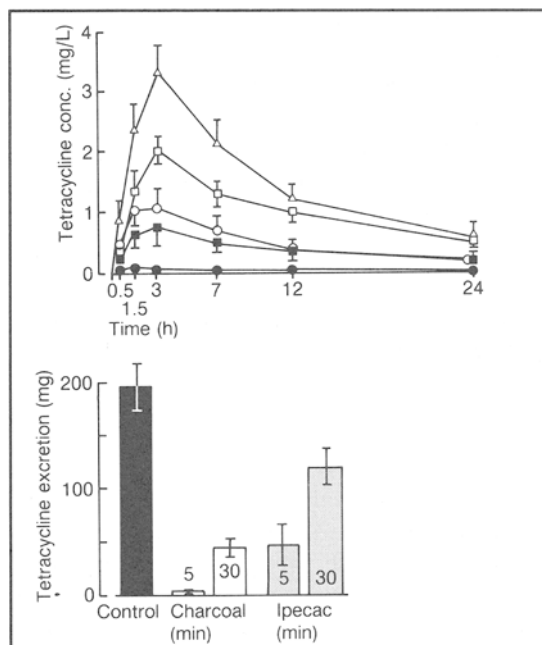 Tetracycline conc. (mg/L)
4
3
2
1
0
0.5 3 7 12 24
1.5
Time (h)
Tetracycline excretion (mg)
200
100
0
5 30 5 30
Control Charcoal Ipecac
(min) (min)